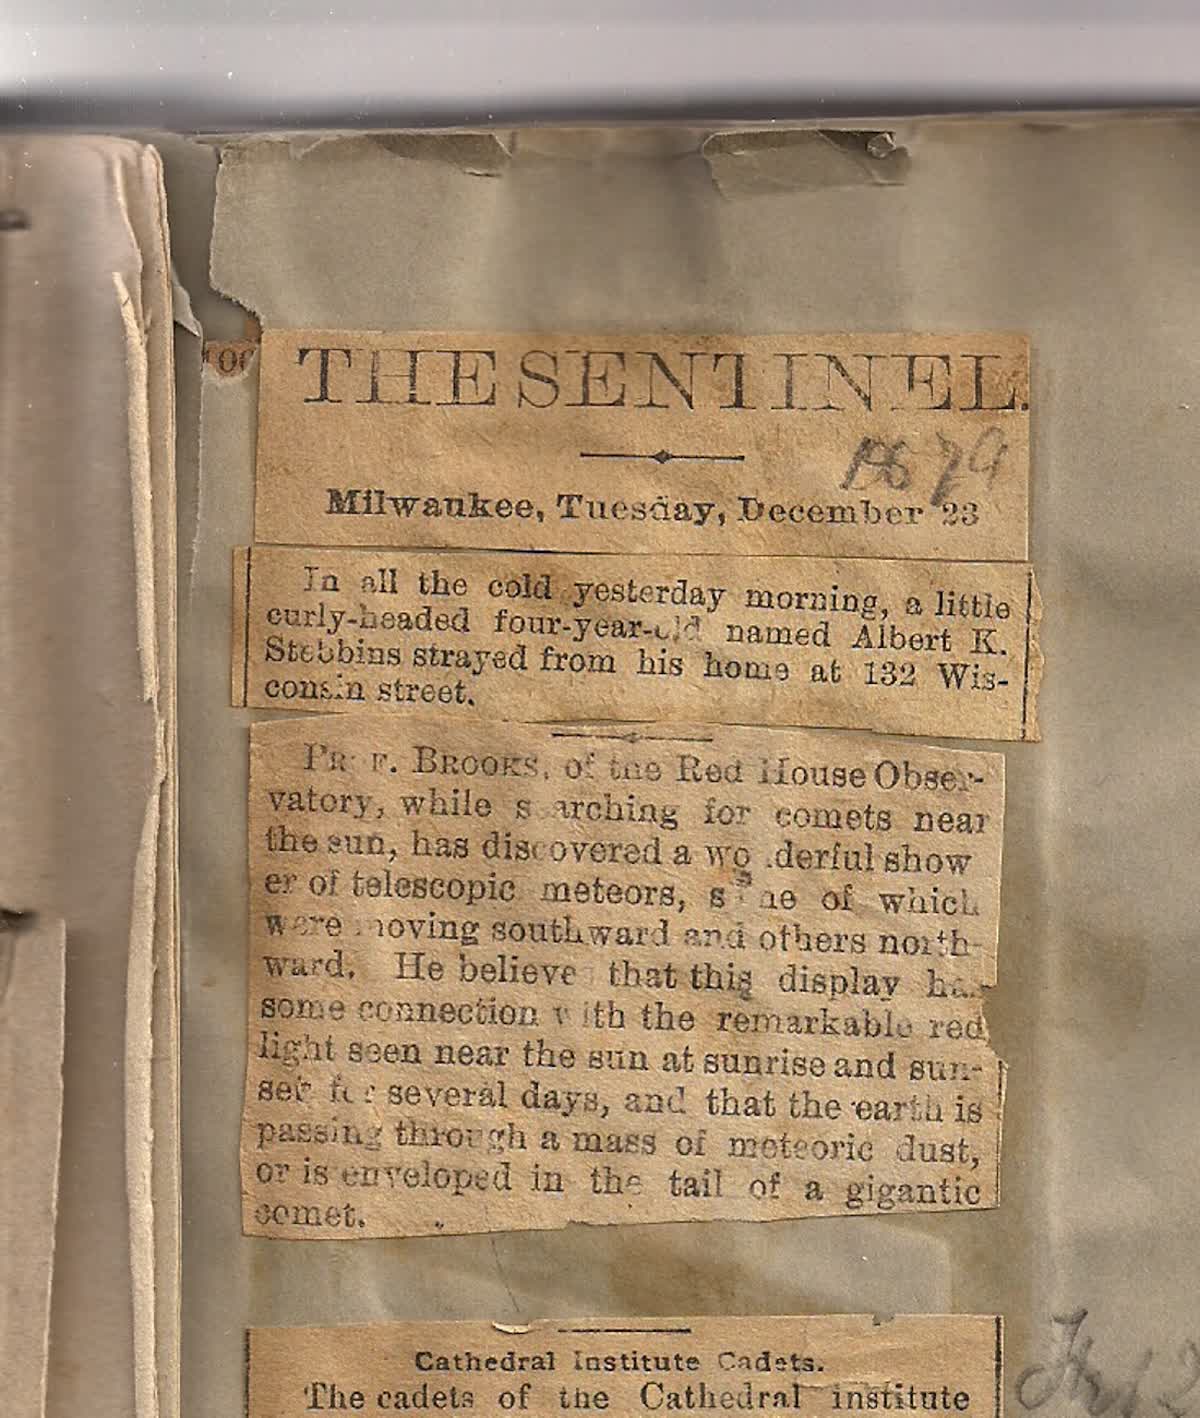 THE SENTINEL.
1879
Milwaukee, Tuesday, December 23
In all the cold yesterday morning, a little
curly-headed four-year-old named Albert K.
Stebbins strayed from his home at 132 Wis-
consin street.
PROF. BROOKS, of the Red House Obser-
vatory, while searching for comets near
the sun, has discovered a wonderful show
er of telescopic meteors, some of which
were moving southward and others north-
ward. He believes that this display has
some connection with the remarkable red
light seen near the sun at sunrise and sun-
set for several days, and that the earth is
passing through a mass of meteoric dust,
or is enveloped in the tail of a gigantic
comet.
Cathedral Institute Cadets.
The cadets of the Cathedral institute